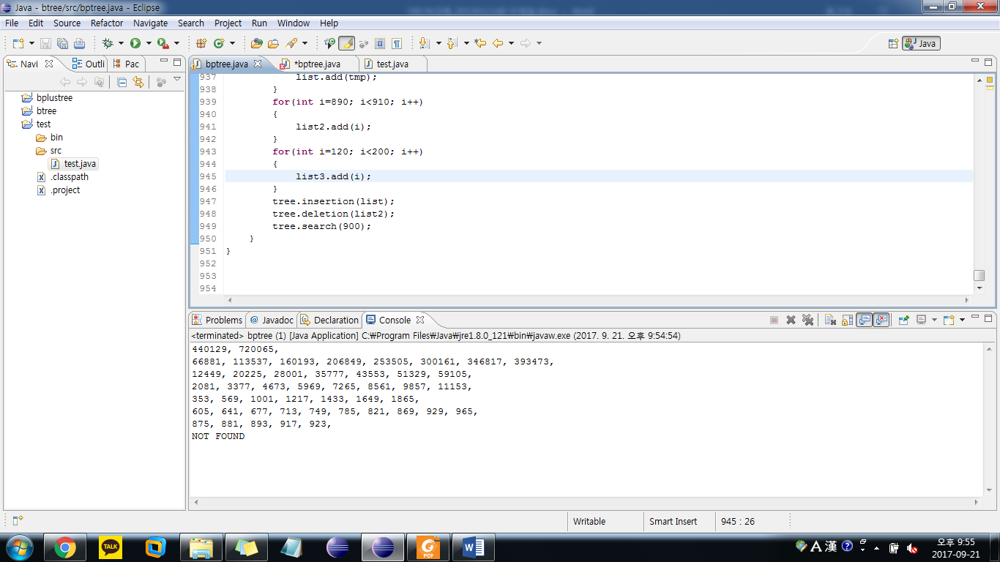 Java - btree/src/bptree.java - Eclipse
File Edit Source Refactor Navigate Search Project Run Window Help
Java
Navi Outli Pac
bplustree
btree
test
bin
src
test.java
.classpath
.project
bptree.java *bptree.java test.java
937 list.add(tmp);
938 }
939 for(int i=890; i<910; i++)
940 {
941 list2.add(i);
942 }
943 for(int i=120; i<200; i++)
944 {
945 list3.add(i);
946 }
947 tree.insertion(list);
948 tree.deletion(list2);
949 tree.search(900);
950 }
951 }
952
953
954
Problems @ Javadoc Declaration Console
<terminated> bptree (1) [Java Application] C:₩Program Files₩Java₩jre1.8.0_121₩bin₩javaw.exe (2017. 9. 21. 오후 9:54:54)
440129, 720065,
66881, 113537, 160193, 206849, 253505, 300161, 346817, 393473,
12449, 20225, 28001, 35777, 43553, 51329, 59105,
2081, 3377, 4673, 5969, 7265, 8561, 9857, 11153,
353, 569, 1001, 1217, 1433, 1649, 1865,
605, 641, 677, 713, 749, 785, 821, 869, 929, 965,
875, 881, 893, 917, 923,
NOT FOUND
Writable Smart Insert 945 : 26
TALK
PDF
A 漢
오후 9:55
2017-09-21